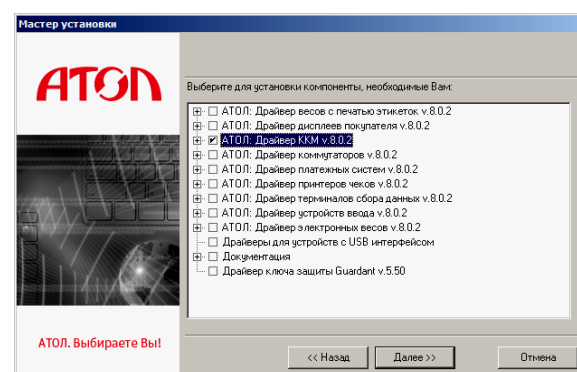 Мастер установки
АТОЛ
Выберите для установки компоненты, необходимые Вам:
АТОЛ: Драйвер весов с печатью этикеток v.8.0.2
АТОЛ: Драйвер дисплеев покупателя v.8.0.2
АТОЛ: Драйвер ККМ v.8.0.2
АТОЛ: Драйвер коммутаторов v.8.0.2
АТОЛ: Драйвер платежных систем v.8.0.2
АТОЛ: Драйвер принтеров чеков v.8.0.2
АТОЛ: Драйвер терминалов сбора данных v.8.0.2
АТОЛ: Драйвер устройств ввода v.8.0.2
АТОЛ: Драйвер электронных весов v.8.0.2
Драйверы для устройств с USB интерфейсом
Документация
Драйвер ключа защиты Guardant v.5.50
АТОЛ. Выбираете Вы!
<< Назад Далее >> Отмена